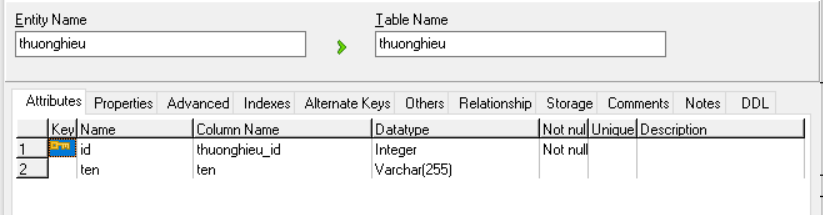 Entity Name Table Name
thuonghieu thuonghieu
Attributes Properties Advanced Indexes Alternate Keys Others Relationship Storage Comments Notes DDL
Key Name Column Name Datatype Not nul Unique Description
1 id thuonghieu_id Integer Not null
2 ten ten Varchar(255)